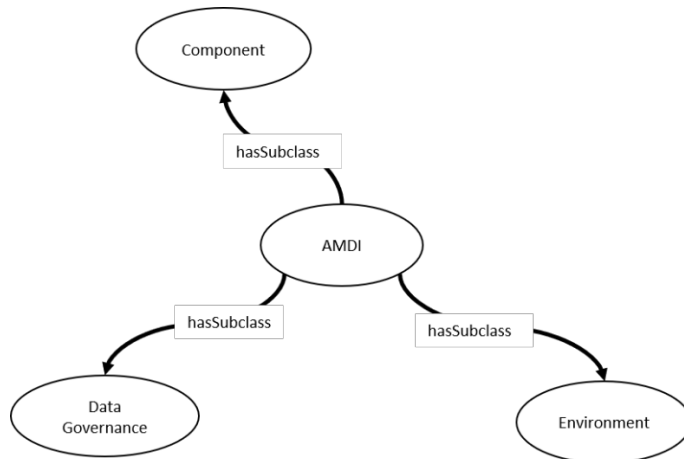 Component
hasSubclass
AMDI
hasSubclass
hasSubclass
Data
Governance
Environment